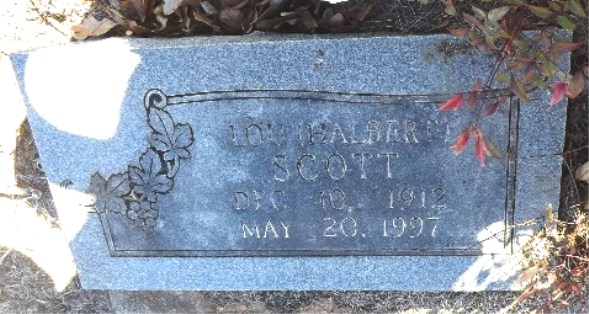 LOU (HALBERT)
SCOTT
DEC 10, 1912
MAY 20, 1997